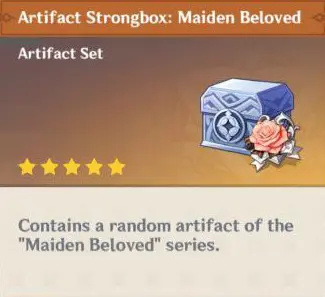 Artifact Strongbox: Maiden Beloved
Artifact Set
Contains a random artifact of the
"Maiden Beloved" series.